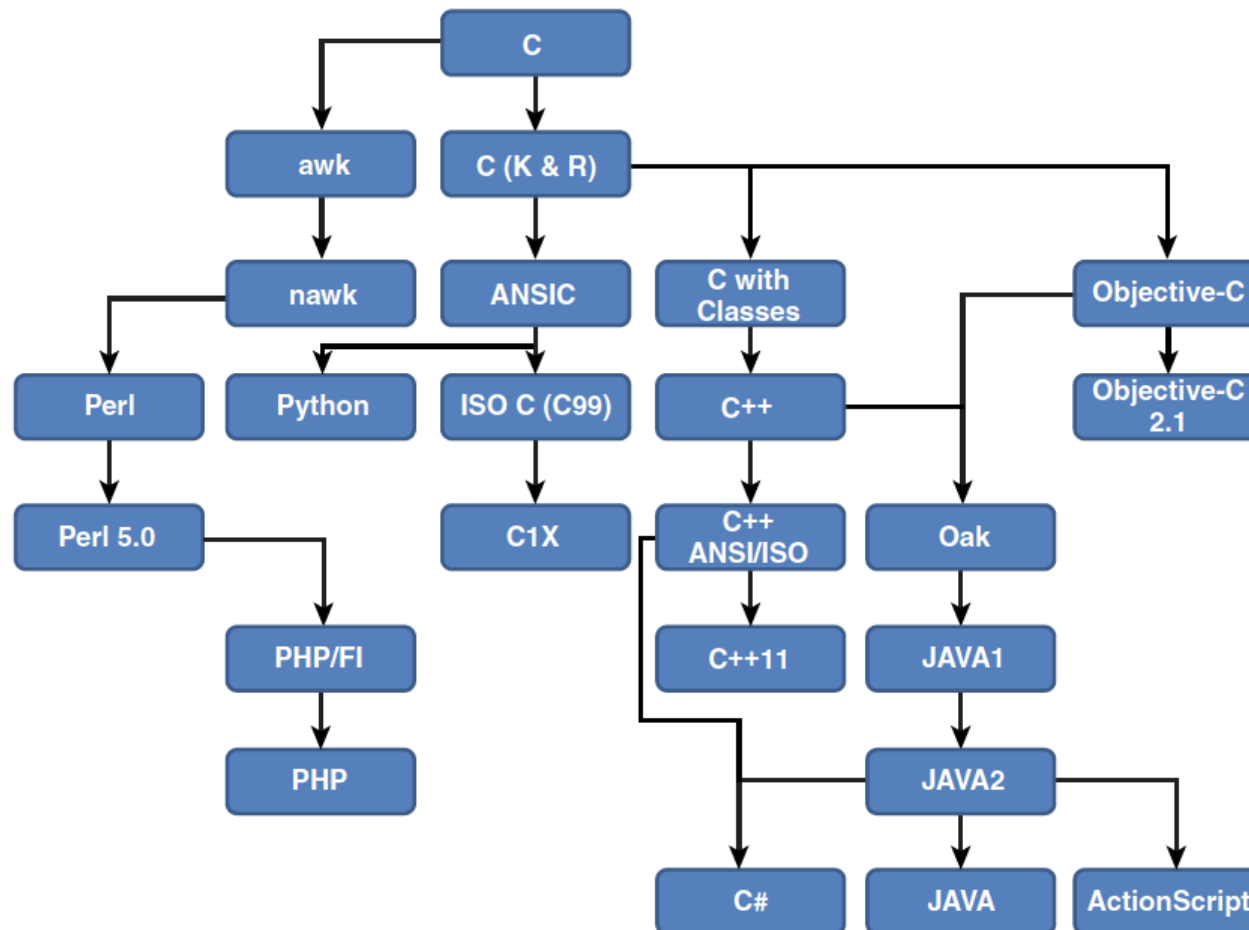 C
awk
C (K & R)
nawk
ANSIC
C with
Classes
Objective-C
Perl
Python
ISO C (C99)
C++
Objective-C
2.1
Perl 5.0
C1X
C++
ANSI/ISO
Oak
PHP/FI
C++11
JAVA1
PHP
JAVA2
C#
JAVA
ActionScript